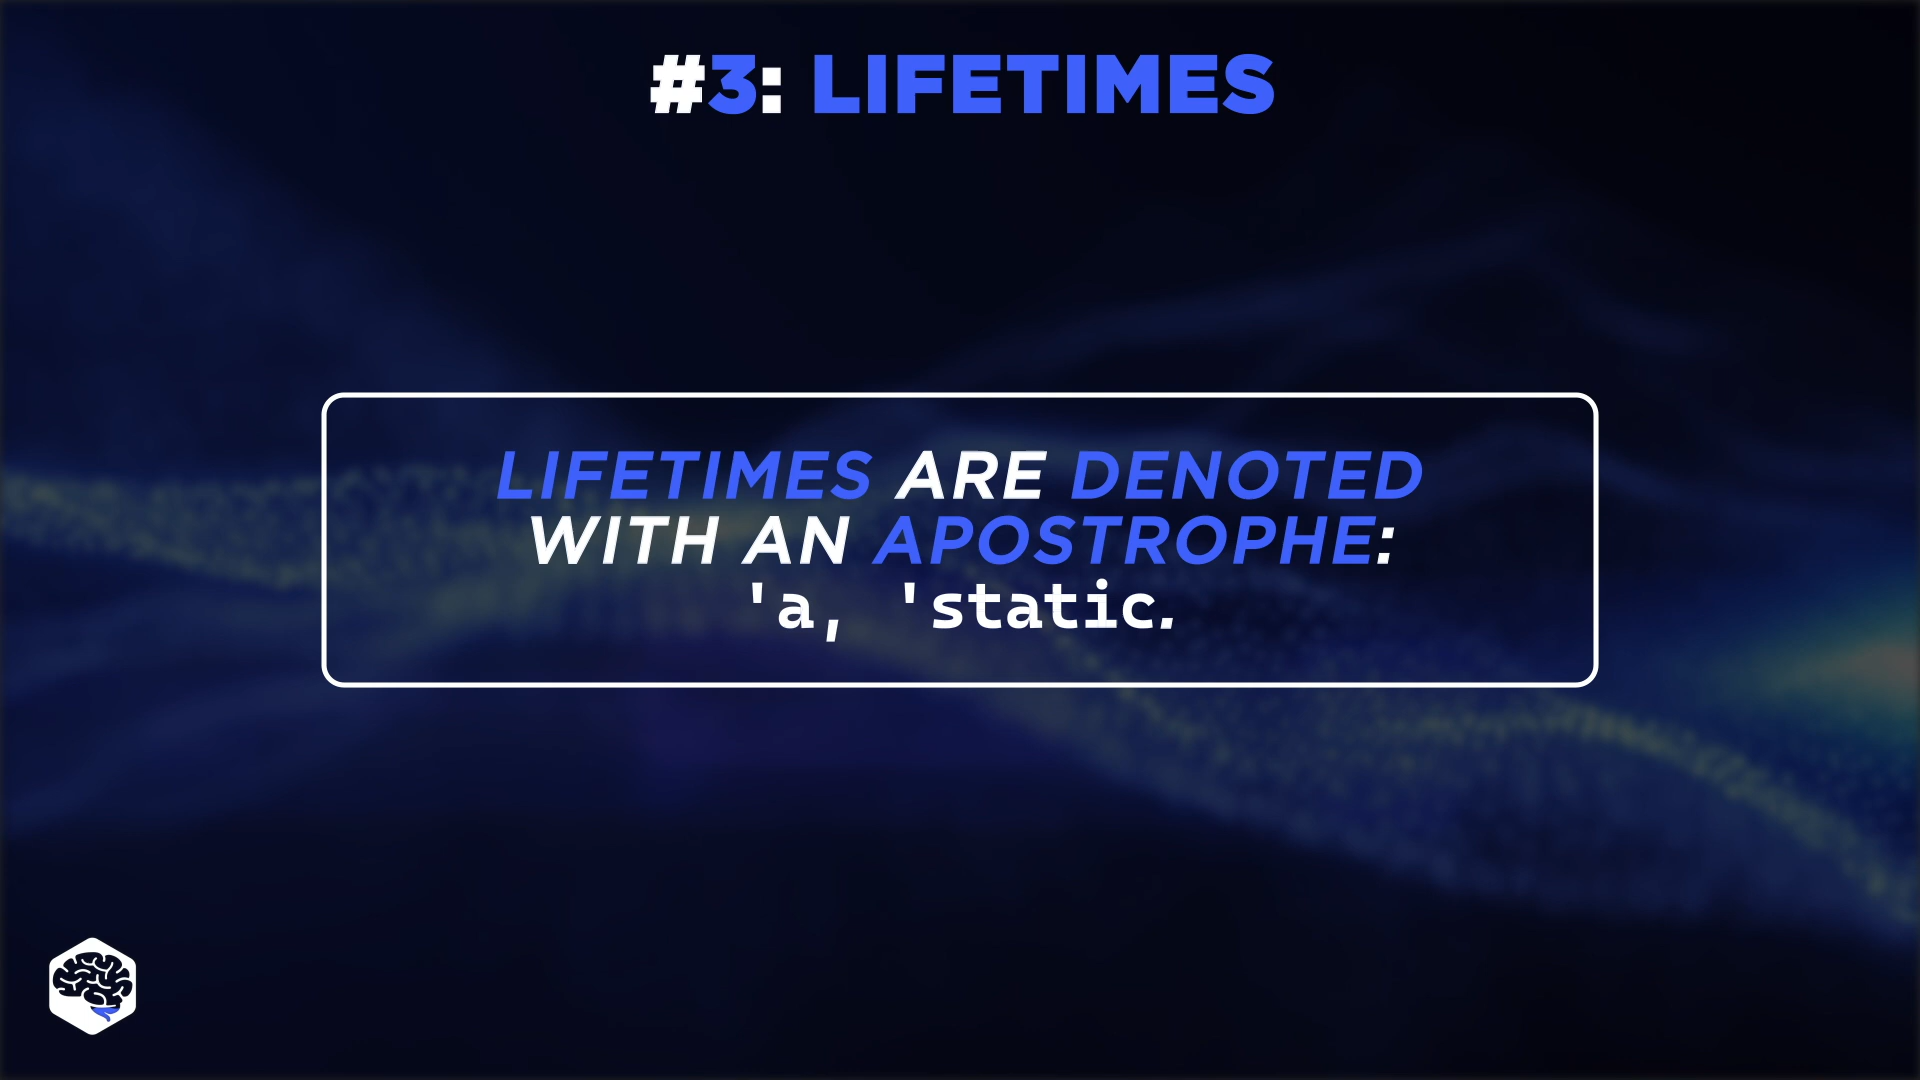 #3: LIFETIMES
LIFETIMES ARE DENOTED
WITH AN APOSTROPHE:
'a, 'static.